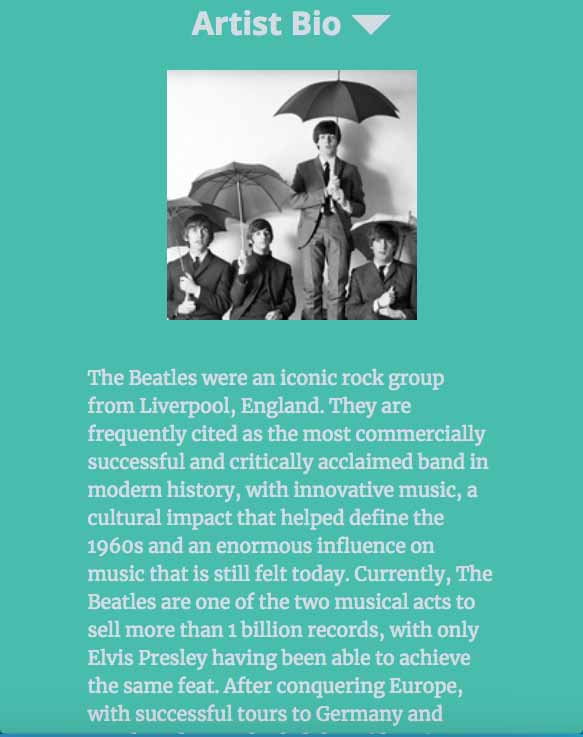 Artist Bio
The Beatles were an iconic rock group
from Liverpool, England. They are
frequently cited as the most commercially
successful and critically acclaimed band in
modern history, with innovative music, a
cultural impact that helped define the
1960s and an enormous influence on
music that is still felt today. Currently, The
Beatles are one of the two musical acts to
sell more than 1 billion records, with only
Elvis Presley having been able to achieve
the same feat. After conquering Europe,
with successful tours to Germany and